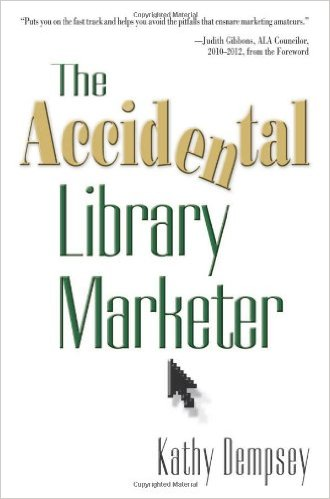 "Puts you on the fast track and helps you avoid the pitfalls that ensnare marketing amateurs."
—Judith Gibbons, ALA Councilor,
2010–2012, from the Foreword
The
Accidental
Library
Marketer
Kathy Dempsey